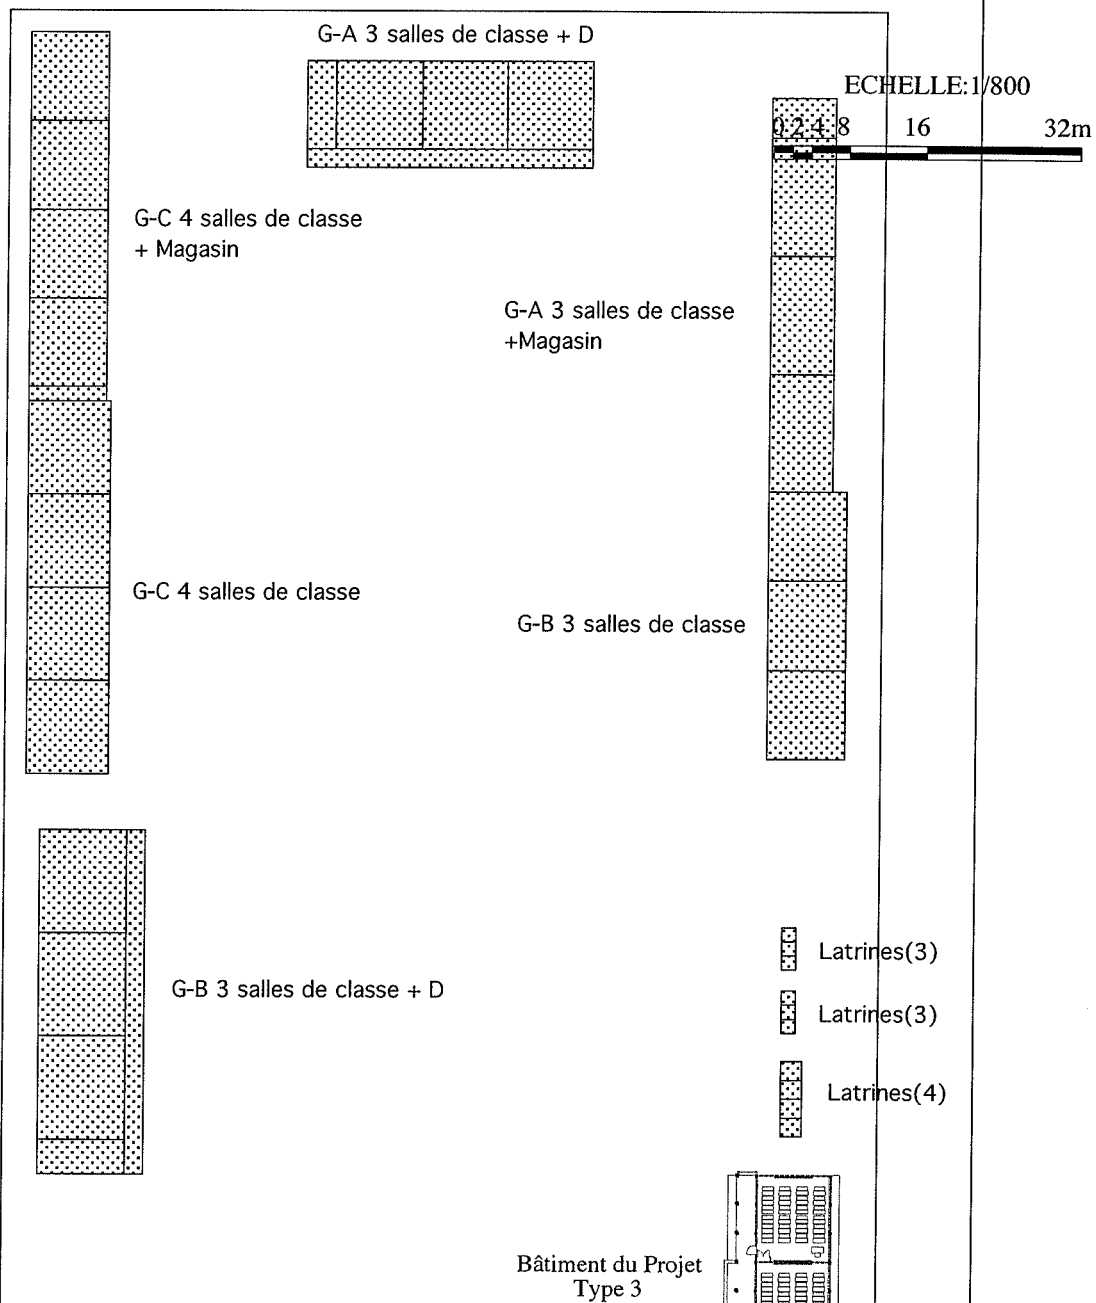 G-A 3 salles de classe + D
ECHELLE:1/800
0 2 4 8 16 32m
G-C 4 salles de classe
+ Magasin
G-A 3 salles de classe
+Magasin
G-C 4 salles de classe
G-B 3 salles de classe
Latrines(3)
G-B 3 salles de classe + D
Latrines(3)
Latrines(4)
Bâtiment du Projet
Type 3